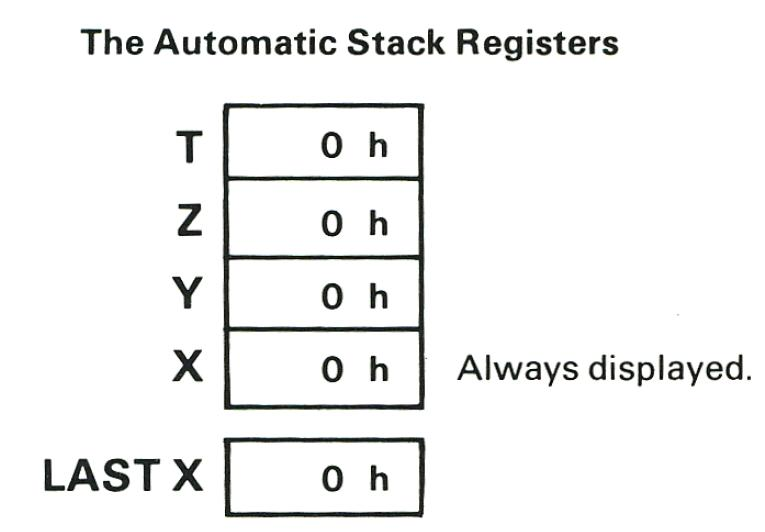 The Automatic Stack Registers
T 0 h
Z 0 h
Y 0 h
X 0 h Always displayed.
LAST X 0 h